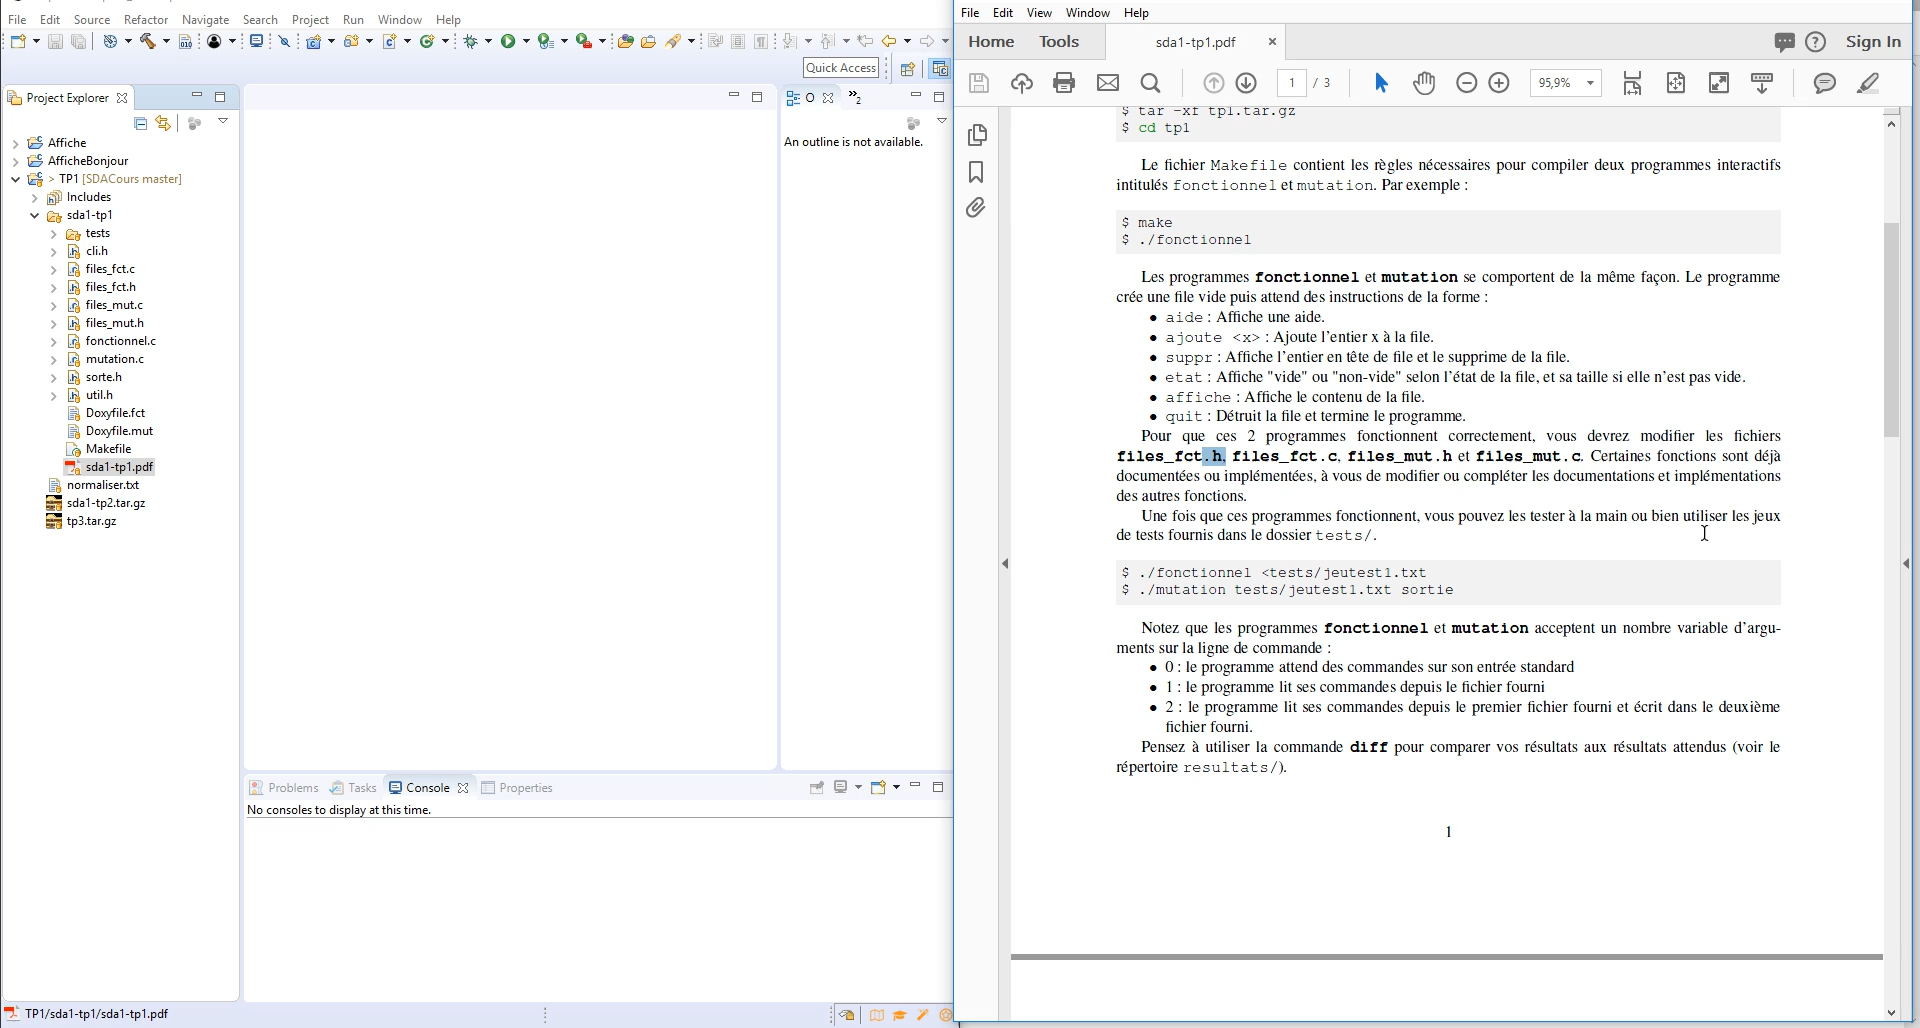 File Edit Source Refactor Navigate Search Project Run Window Help
Quick Access
Project Explorer
Affiche
AfficheBonjour
> TP1 [SDACours master]
Includes
sda1-tp1
tests
cli.h
files_fct.c
files_fct.h
files_mut.c
files_mut.h
fonctionnel.c
mutation.c
sorte.h
util.h
Doxyfile.fct
Doxyfile.mut
Makefile
sda1-tp1.pdf
normaliser.txt
sda1-tp2.tar.gz
tp3.tar.gz
O
2
An outline is not available.
Problems Tasks Console Properties
No consoles to display at this time.
TP1/sda1-tp1/sda1-tp1.pdf
File Edit View Window Help
Home Tools sda1-tp1.pdf Sign In
1 / 3 95,9%
$ tar -xf tp1.tar.gz
$ cd tp1
Le fichier Makefile contient les règles nécessaires pour compiler deux programmes interactifs
intitulés fonctionnel et mutation. Par exemple :
$ make
$ ./fonctionnel
Les programmes fonctionnel et mutation se comportent de la même façon. Le programme
crée une file vide puis attend des instructions de la forme :
• aide : Affiche une aide.
• ajoute <x> : Ajoute l'entier x à la file.
• suppr : Affiche l'entier en tête de file et le supprime de la file.
• etat : Affiche "vide" ou "non-vide" selon l'état de la file, et sa taille si elle n'est pas vide.
• affiche : Affiche le contenu de la file.
• quit : Détruit la file et termine le programme.
Pour que ces 2 programmes fonctionnent correctement, vous devrez modifier les fichiers
files_fct.h, files_fct.c, files_mut.h et files_mut.c. Certaines fonctions sont déjà
documentées ou implémentées, à vous de modifier ou compléter les documentations et implémentations
des autres fonctions.
Une fois que ces programmes fonctionnent, vous pouvez les tester à la main ou bien utiliser les jeux
de tests fournis dans le dossier tests/.
$ ./fonctionnel <tests/jeutest1.txt
$ ./mutation tests/jeutest1.txt sortie
Notez que les programmes fonctionnel et mutation acceptent un nombre variable d'argu-
ments sur la ligne de commande :
• 0 : le programme attend des commandes sur son entrée standard
• 1 : le programme lit ses commandes depuis le fichier fourni
• 2 : le programme lit ses commandes depuis le premier fichier fourni et écrit dans le deuxième
fichier fourni.
Pensez à utiliser la commande diff pour comparer vos résultats aux résultats attendus (voir le
répertoire resultats/).
1